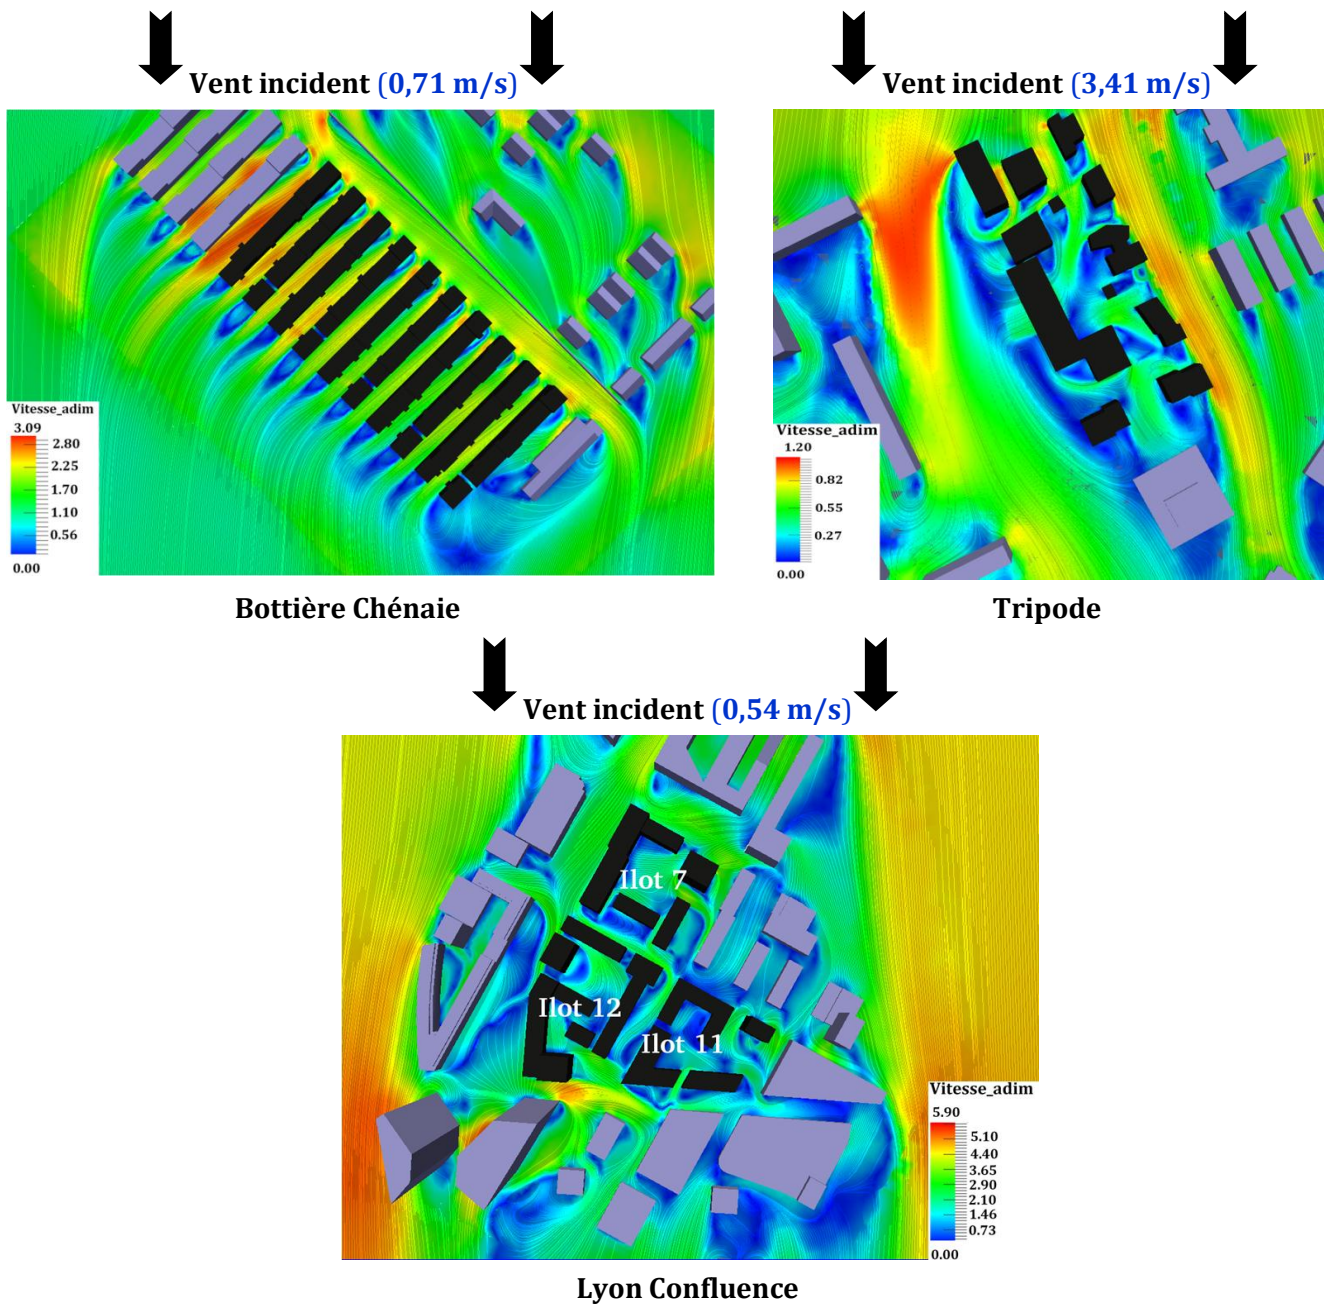 Vent incident (0,71 m/s)
Vent incident (3,41 m/s)
Vitesse_adim
3.09
2.80
2.25
1.70
1.10
0.56
0.00
Vitesse_adim
1.20
0.82
0.55
0.27
0.00
Bottière Chénaie
Tripode
Vent incident (0,54 m/s)
Ilot 7
Ilot 12
Ilot 11
Vitesse_adim
5.90
5.10
4.40
3.65
2.90
2.10
1.46
0.73
0.00
Lyon Confluence